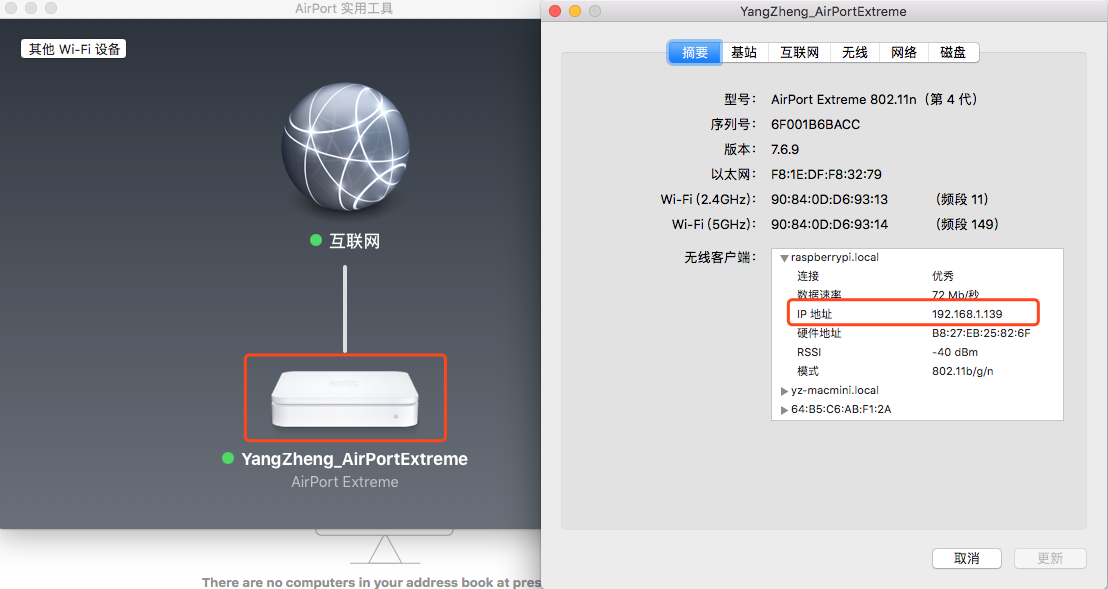 AirPort 实用工具
其他 Wi-Fi 设备
互联网
YangZheng_AirPortExtreme
AirPort Extreme
There are no computers in your address book at pres
YangZheng_AirPortExtreme
摘要 基站 互联网 无线 网络 磁盘
型号： AirPort Extreme 802.11n（第 4 代）
序列号： 6F001B6BACC
版本： 7.6.9
以太网： F8:1E:DF:F8:32:79
Wi-Fi (2.4GHz)： 90:84:0D:D6:93:13 （频段 11）
Wi-Fi (5GHz)： 90:84:0D:D6:93:14 （频段 149）
无线客户端： raspberrypi.local
连接 优秀
数据速率 72 Mb/秒
IP 地址 192.168.1.139
硬件地址 B8:27:EB:25:82:6F
RSSI -40 dBm
模式 802.11b/g/n
yz-macmini.local
64:B5:C6:AB:F1:2A
取消 更新